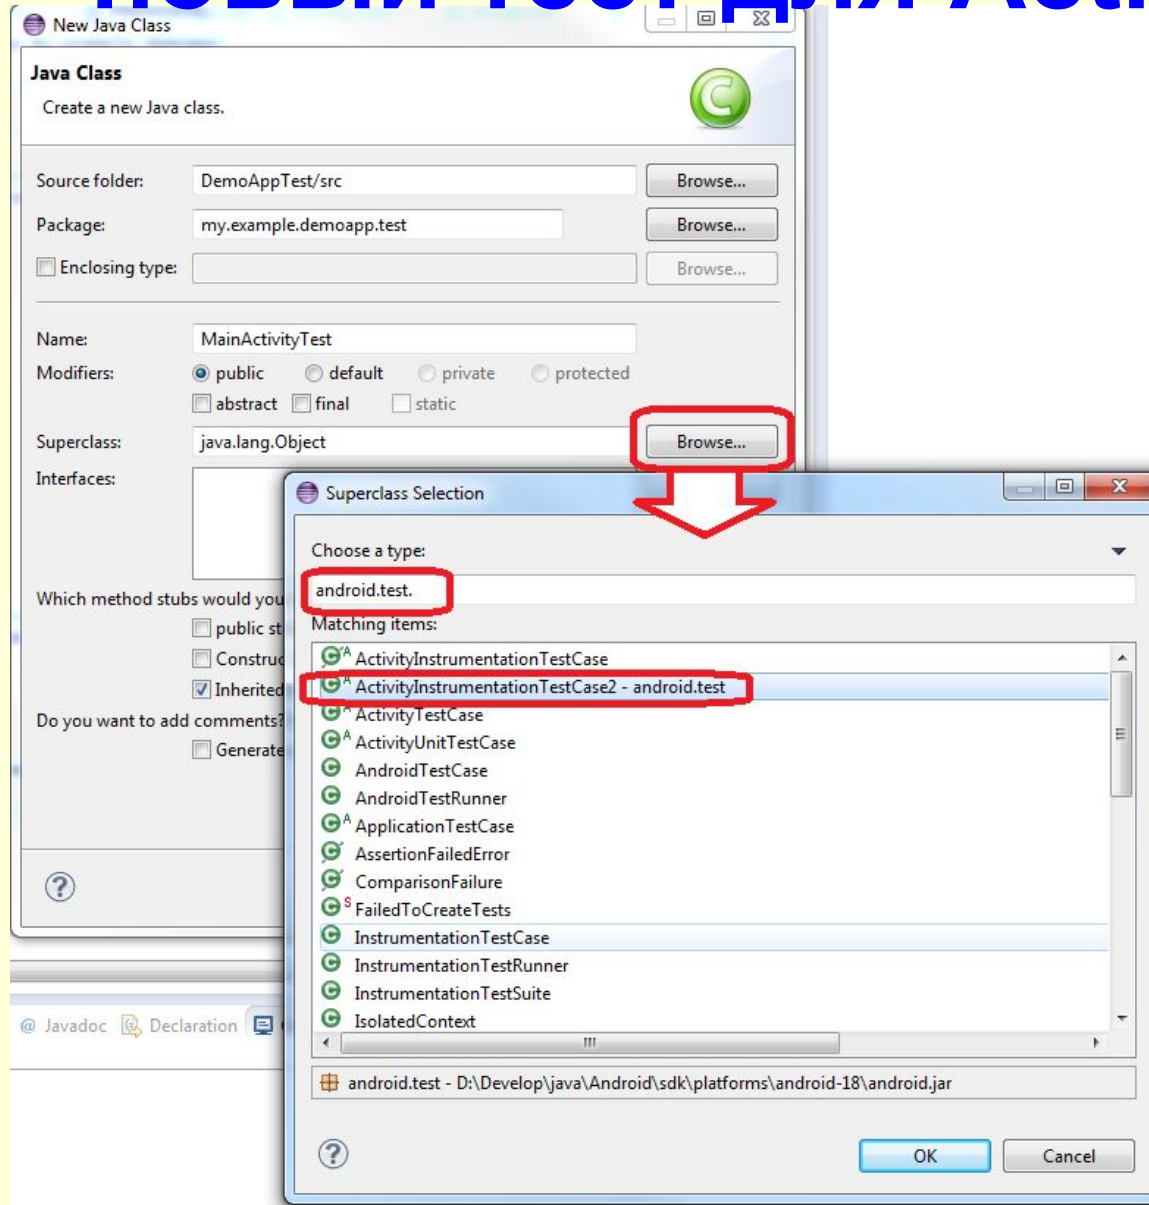 новый тест для Acti
New Java Class
Java Class
Create a new Java class.
Source folder: DemoAppTest/src Browse...
Package: my.example.demoapp.test Browse...
Enclosing type: Browse...
Name: MainActivityTest
Modifiers: public default private protected
abstract final static
Superclass: java.lang.Object Browse...
Interfaces:
Which method stubs would you
public st
Construc
Inherited
Do you want to add comments?
Generate
@ Javadoc Declaration
Superclass Selection
Choose a type:
android.test.
Matching items:
ActivityInstrumentationTestCase
ActivityInstrumentationTestCase2 - android.test
ActivityTestCase
ActivityUnitTestCase
AndroidTestCase
AndroidTestRunner
ApplicationTestCase
AssertionFailedError
ComparisonFailure
FailedToCreateTests
InstrumentationTestCase
InstrumentationTestRunner
InstrumentationTestSuite
IsolatedContext
android.test - D:\Develop\java\Android\sdk\platforms\android-18\android.jar
OK Cancel